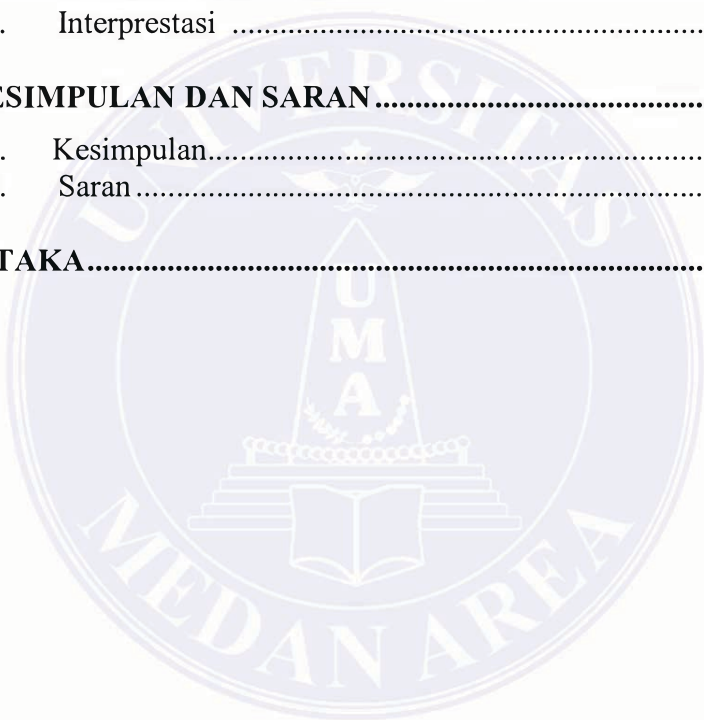 . Interprestasi ........................................................
ESIMPULAN DAN SARAN ........................................
. Kesimpulan...........................................................
. Saran ....................................................................
TAKA...........................................................................
UNIVERSITAS
UMA
MEDAN AREA